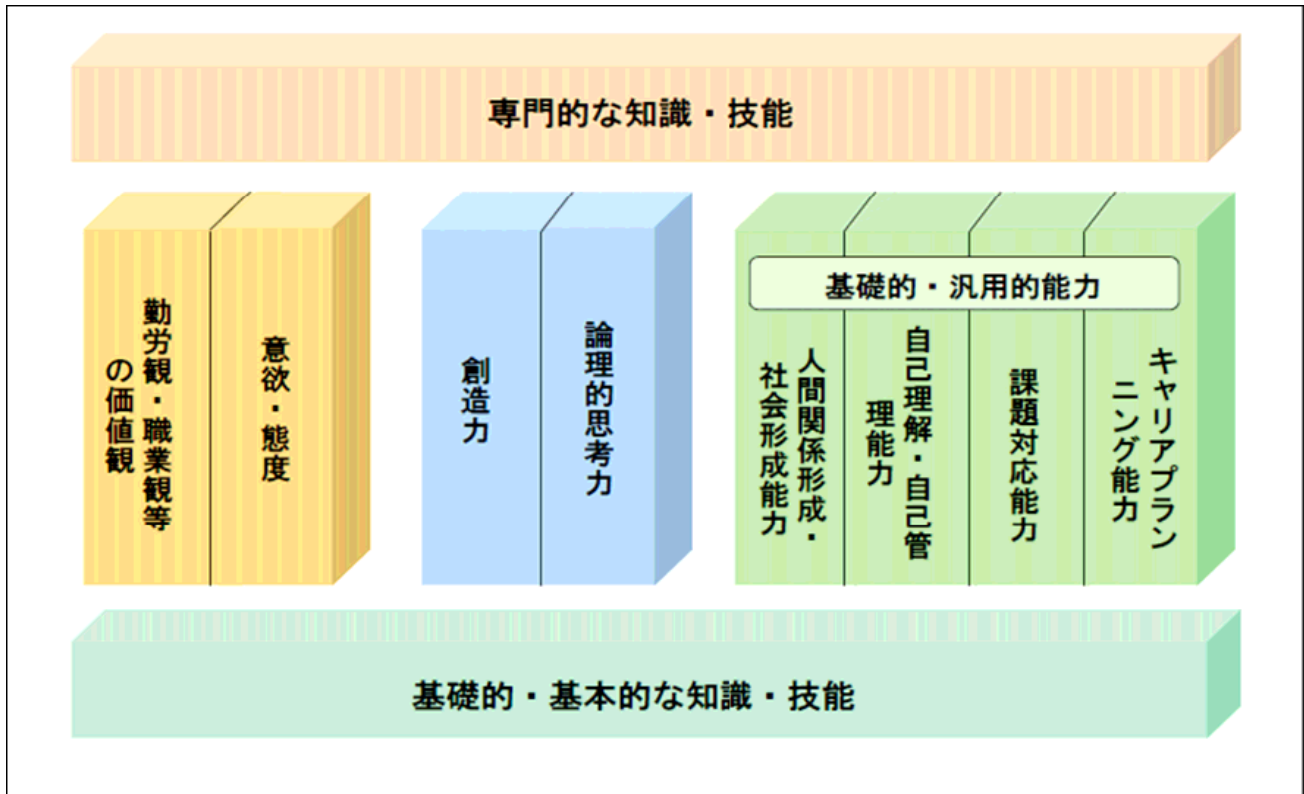 専門的な知識・技能
勤労観・職業観等
の価値観
意欲・態度
創造力
論理的思考力
基礎的・汎用的能力
人間関係形成・
社会形成能力
自己理解・自己管
理能力
課題対応能力
キャリアプラン
ニング能力
基礎的・基本的な知識・技能